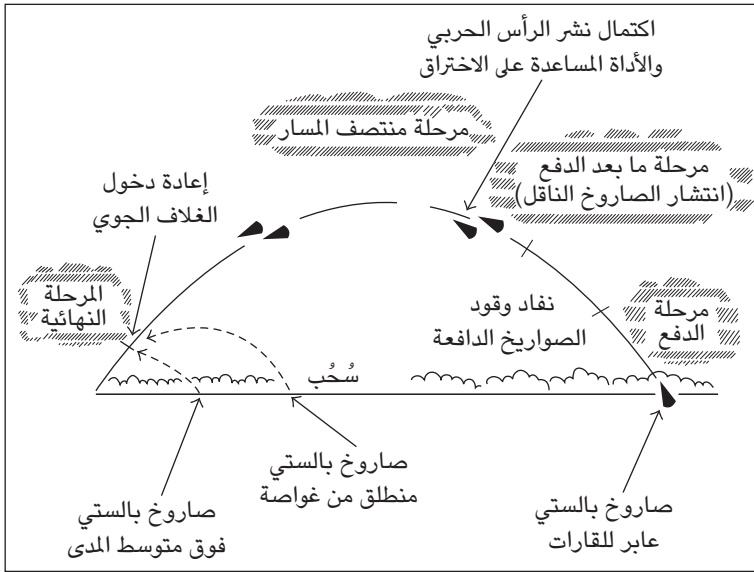 اكتمال نشر الرأس الحربي
والأداة المساعدة على الاختراق
مرحلة منتصف المسار
مرحلة ما بعد الدفع
(انتشار الصاروخ الناقل)
إعادة دخول
الغلاف الجوي
المرحلة
النهائية
نفاد وقود
الصواريخ الدافعة
مرحلة
الدفع
سُحُب
صاروخ بالستي
عابر للقارات
صاروخ بالستي
منطلق من غواصة
صاروخ بالستي
فوق متوسط المدى